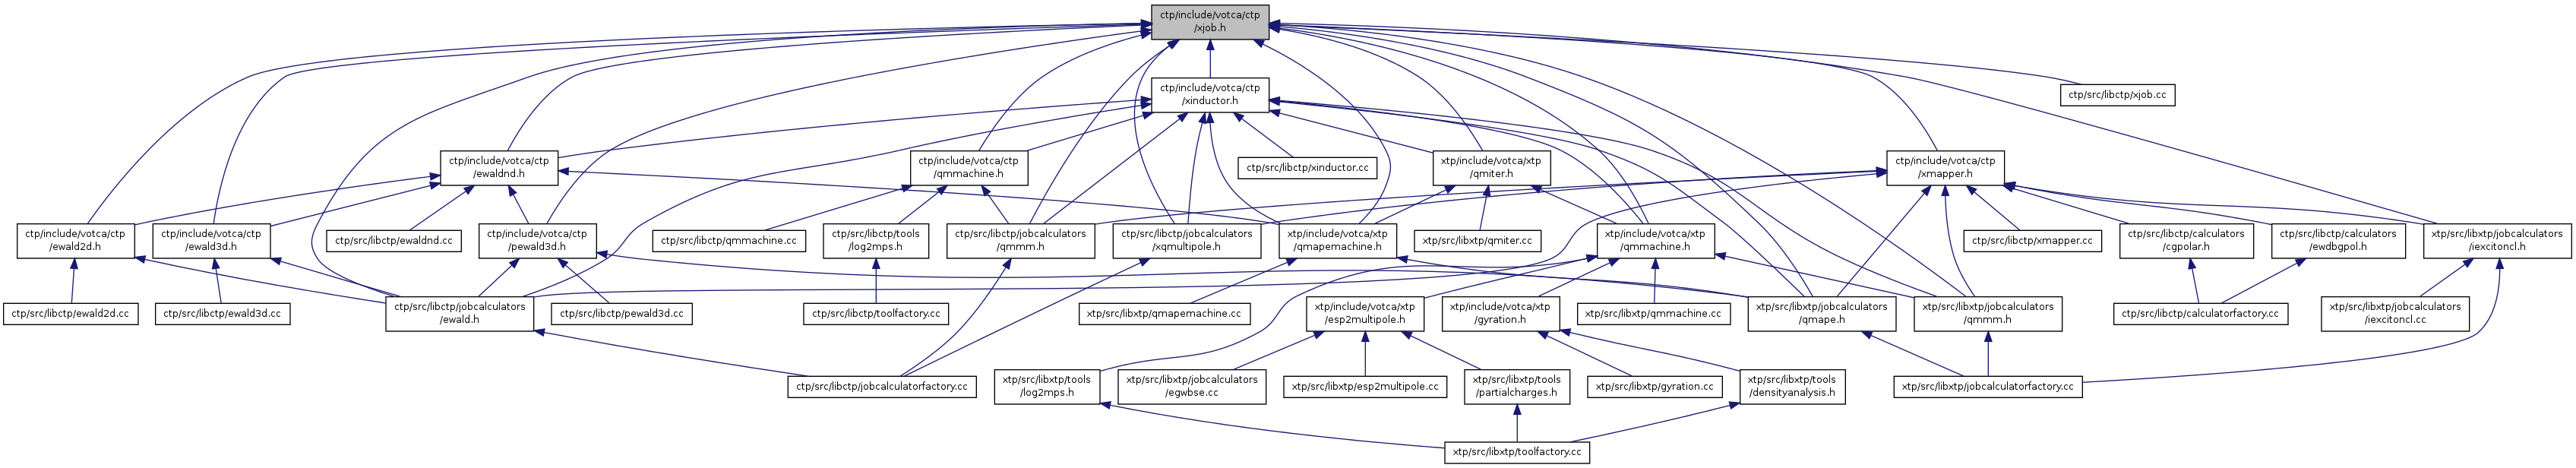 ctp/include/votca/ctp
/xjob.h
ctp/include/votca/ctp
/xinductor.h
ctp/src/libctp/xjob.cc
ctp/include/votca/ctp
/ewaldnd.h
ctp/include/votca/ctp
/qmmachine.h
ctp/src/libctp/xinductor.cc
xtp/include/votca/xtp
/qmiter.h
ctp/include/votca/ctp
/xmapper.h
ctp/include/votca/ctp
/ewald2d.h
ctp/include/votca/ctp
/ewald3d.h
ctp/src/libctp/ewaldnd.cc
ctp/include/votca/ctp
/pewald3d.h
ctp/src/libctp/qmmachine.cc
ctp/src/libctp/tools
/log2mps.h
ctp/src/libctp/jobcalculators
/qmmm.h
ctp/src/libctp/jobcalculators
/xqmultipole.h
xtp/include/votca/xtp
/qmapemachine.h
xtp/src/libxtp/qmiter.cc
xtp/include/votca/xtp
/qmmachine.h
ctp/src/libctp/xmapper.cc
ctp/src/libctp/calculators
/cgpolar.h
ctp/src/libctp/calculators
/ewdbgpol.h
xtp/src/libxtp/jobcalculators
/iexcitoncl.h
ctp/src/libctp/ewald2d.cc
ctp/src/libctp/ewald3d.cc
ctp/src/libctp/jobcalculators
/ewald.h
ctp/src/libctp/pewald3d.cc
ctp/src/libctp/toolfactory.cc
xtp/src/libxtp/qmapemachine.cc
xtp/include/votca/xtp
/esp2multipole.h
xtp/include/votca/xtp
/gyration.h
xtp/src/libxtp/qmmachine.cc
xtp/src/libxtp/jobcalculators
/qmape.h
xtp/src/libxtp/jobcalculators
/qmmm.h
ctp/src/libctp/calculatorfactory.cc
xtp/src/libxtp/jobcalculators
/iexcitoncl.cc
ctp/src/libctp/jobcalculatorfactory.cc
xtp/src/libxtp/tools
/log2mps.h
xtp/src/libxtp/jobcalculators
/egwbse.cc
xtp/src/libxtp/esp2multipole.cc
xtp/src/libxtp/tools
/partialcharges.h
xtp/src/libxtp/gyration.cc
xtp/src/libxtp/tools
/densityanalysis.h
xtp/src/libxtp/jobcalculatorfactory.cc
xtp/src/libxtp/toolfactory.cc